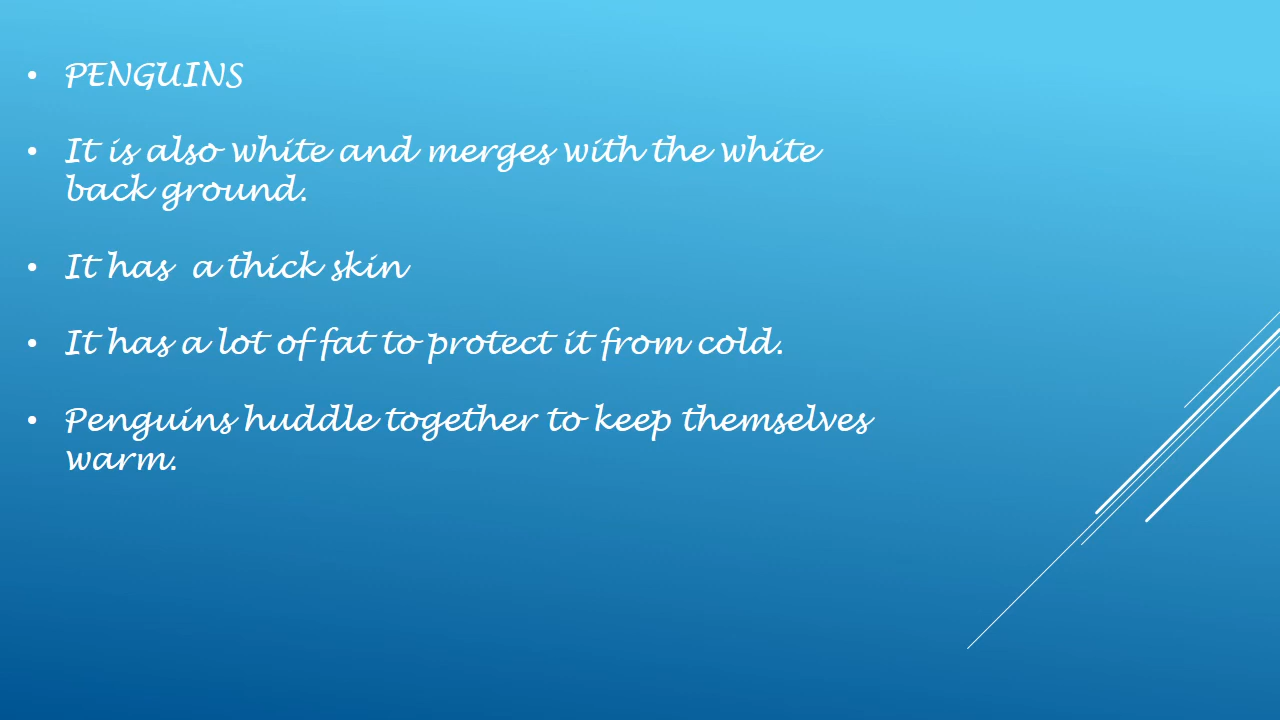 • PENGUINS
• It is also white and merges with the white
back ground.
• It has  a thick skin
• It has a lot of fat to protect it from cold.
• Penguins huddle together to keep themselves
warm.